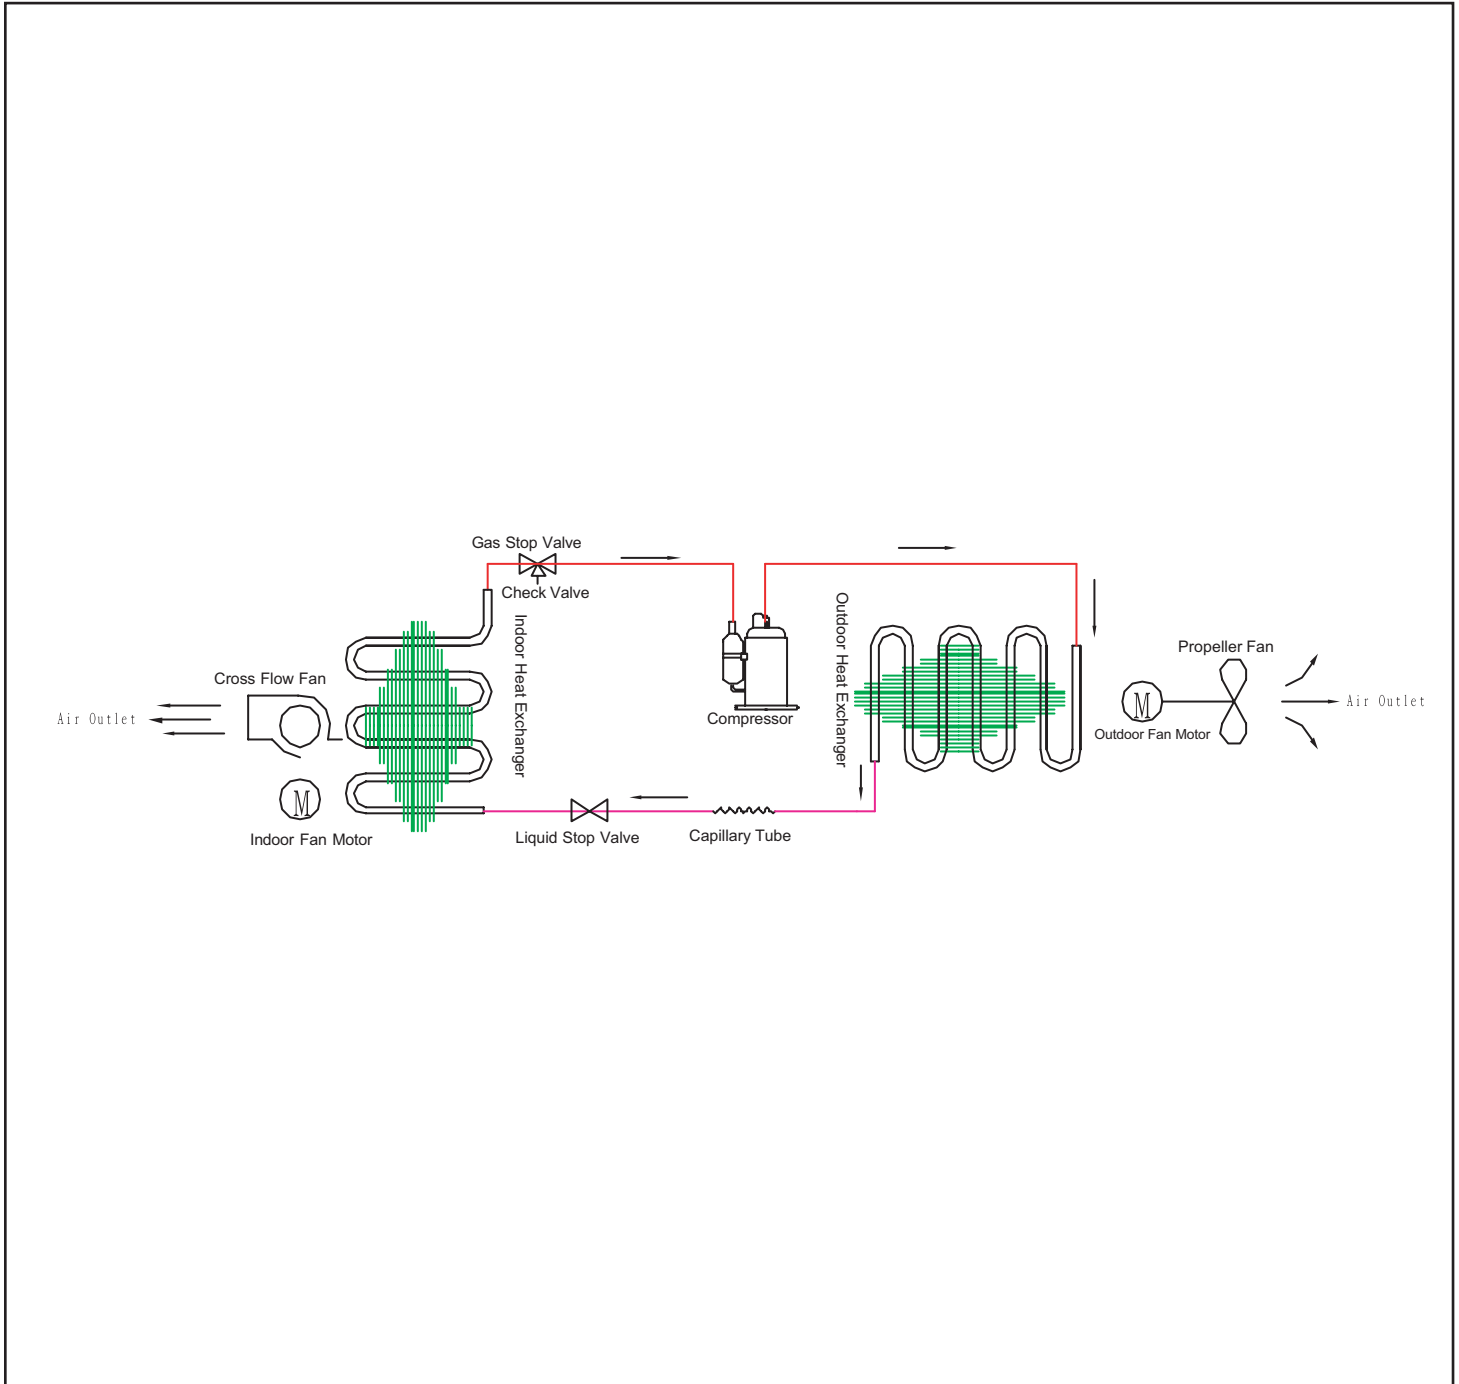 Gas Stop Valve
Check Valve
Indoor Heat Exchanger
Outdoor Heat Exchanger
Propeller Fan
Cross Flow Fan
Air Outlet
M
Air Outlet
Compressor
Outdoor Fan Motor
M
Indoor Fan Motor
Liquid Stop Valve
Capillary Tube